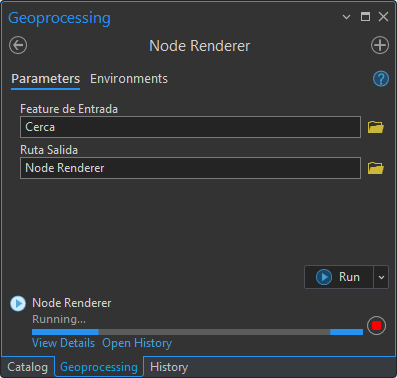 Geoprocessing
Node Renderer
Parameters Environments
?
Feature de Entrada
Cerca
Ruta Salida
Node Renderer
Run
Node Renderer
Running...
View Details Open History
Catalog Geoprocessing History